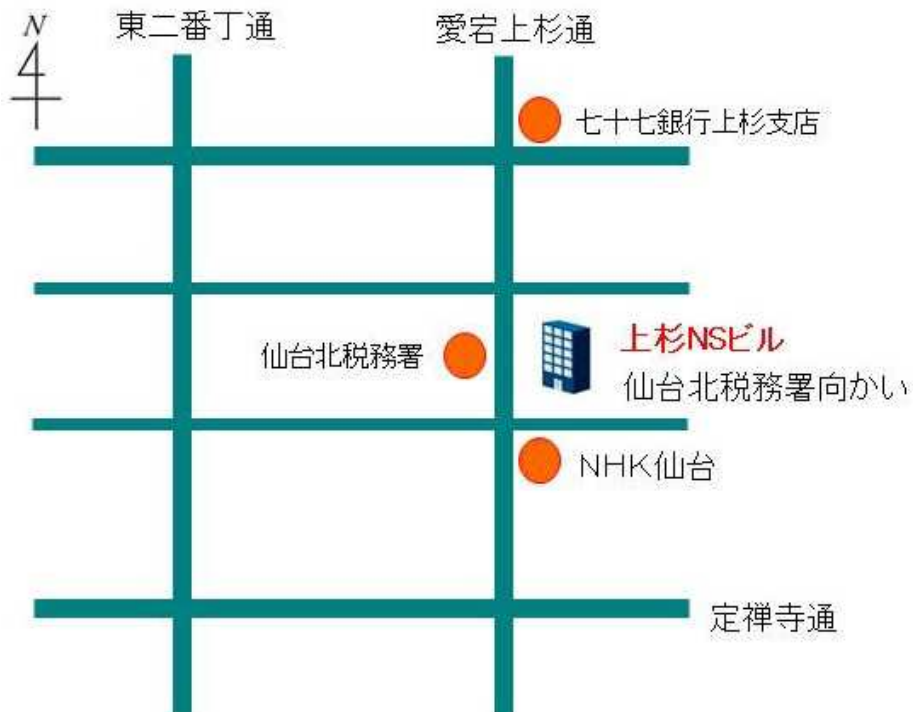 N
東二番丁通
愛宕上杉通
七十七銀行上杉支店
仙台北税務署
上杉NSビル
仙台北税務署向かい
NHK仙台
定禅寺通